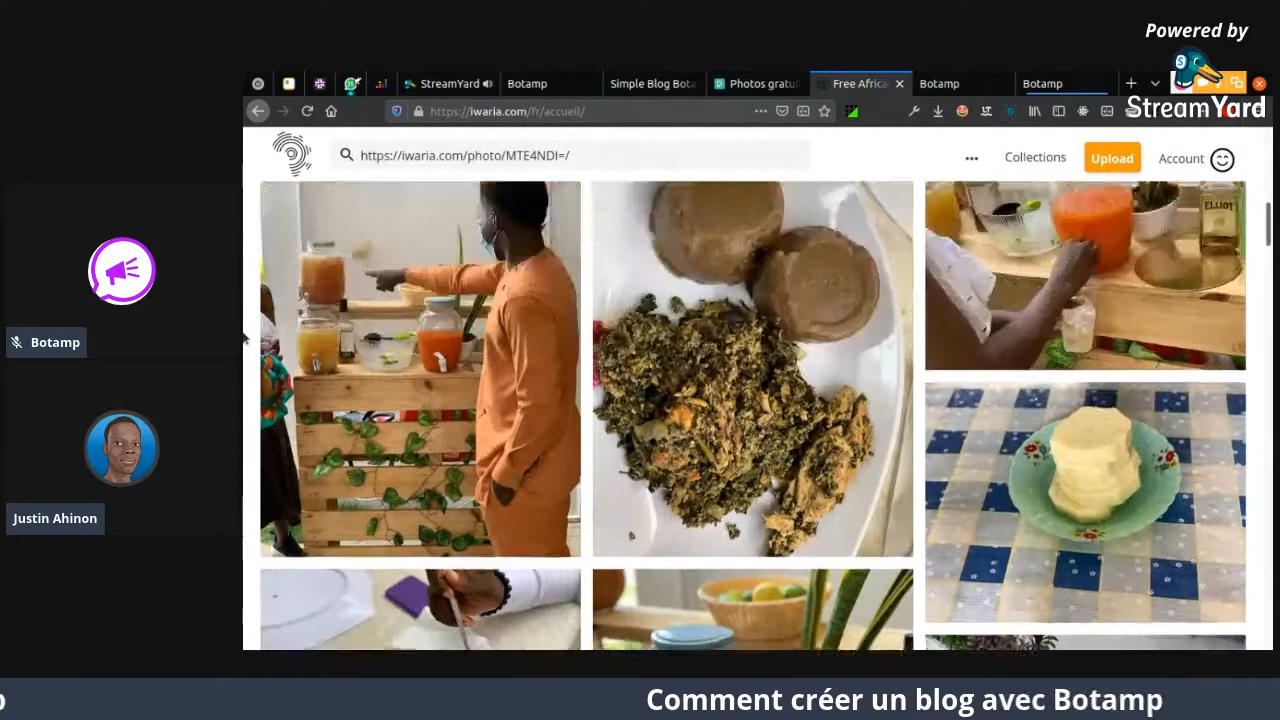 Powered by
StreamYard
StreamYard
Botamp
Simple Blog Bota
Photos gratui
Free Africa
Botamp
Botamp
https://iwaria.com/fr/accueil/
https://iwaria.com/photo/MTE4NDI=/
Collections
Upload
Account
ELLIOT
Botamp
Justin Ahinon
p
Comment créer un blog avec Botamp